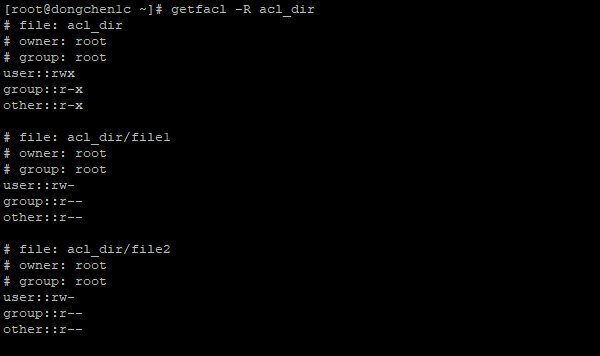 [root@dongchen1c ~]# getfacl -R acl_dir
# file: acl_dir
# owner: root
# group: root
user::rwx
group::r-x
other::r-x

# file: acl_dir/file1
# owner: root
# group: root
user::rw-
group::r--
other::r--

# file: acl_dir/file2
# owner: root
# group: root
user::rw-
group::r--
other::r--